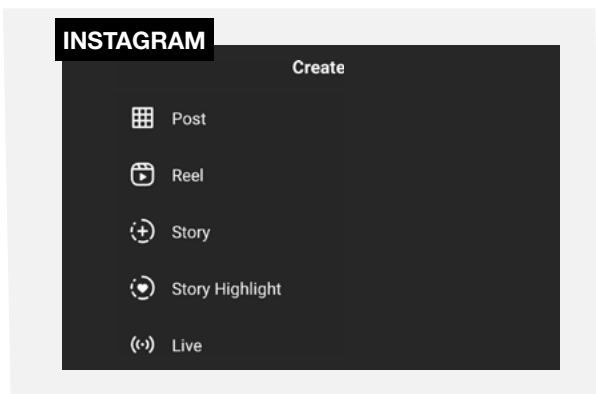 INSTAGRAM
Create
Post
Reel
Story
Story Highlight
Live